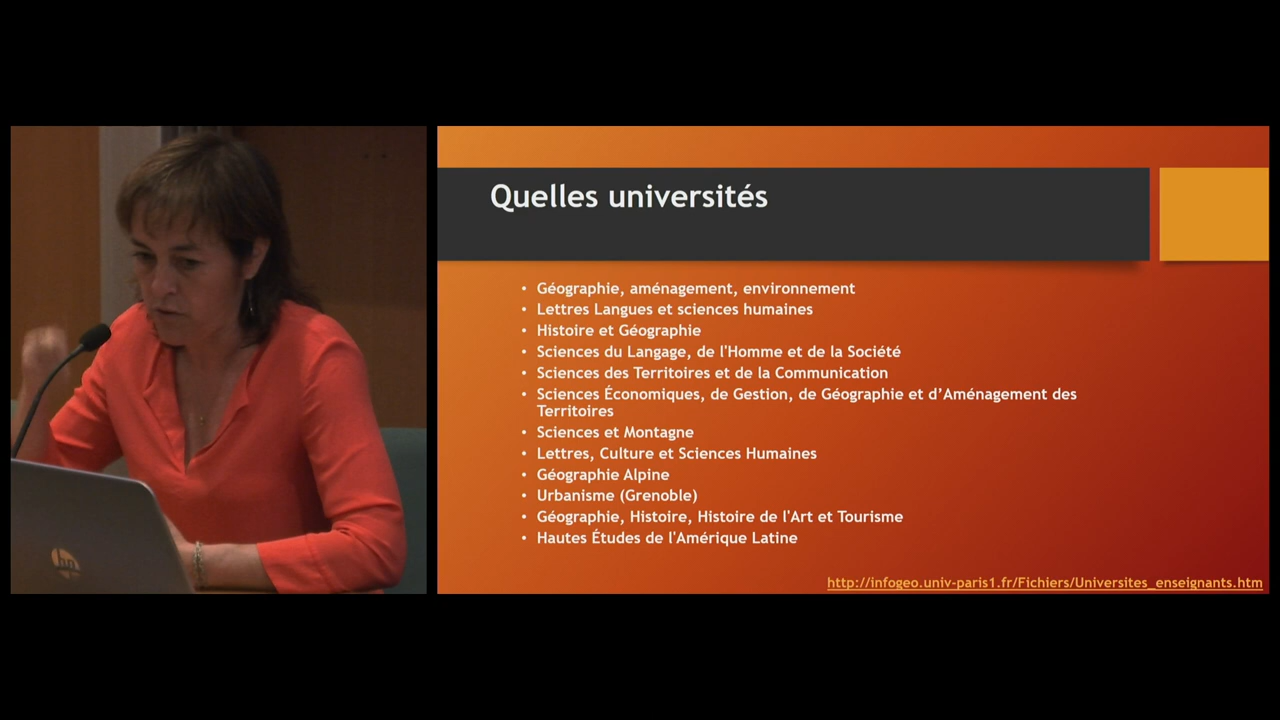 Quelles universités
• Géographie, aménagement, environnement
• Lettres Langues et sciences humaines
• Histoire et Géographie
• Sciences du Langage, de l'Homme et de la Société
• Sciences des Territoires et de la Communication
• Sciences Économiques, de Gestion, de Géographie et d’Aménagement des
Territoires
• Sciences et Montagne
• Lettres, Culture et Sciences Humaines
• Géographie Alpine
• Urbanisme (Grenoble)
• Géographie, Histoire, Histoire de l'Art et Tourisme
• Hautes Études de l'Amérique Latine
http://infogeo.univ-paris1.fr/Fichiers/Universites_enseignants.htm
hp